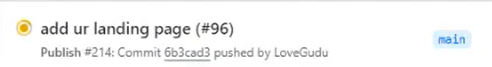 add ur landing page (#96)
main
Publish #214: Commit 6b3cad3 pushed by LoveGudu